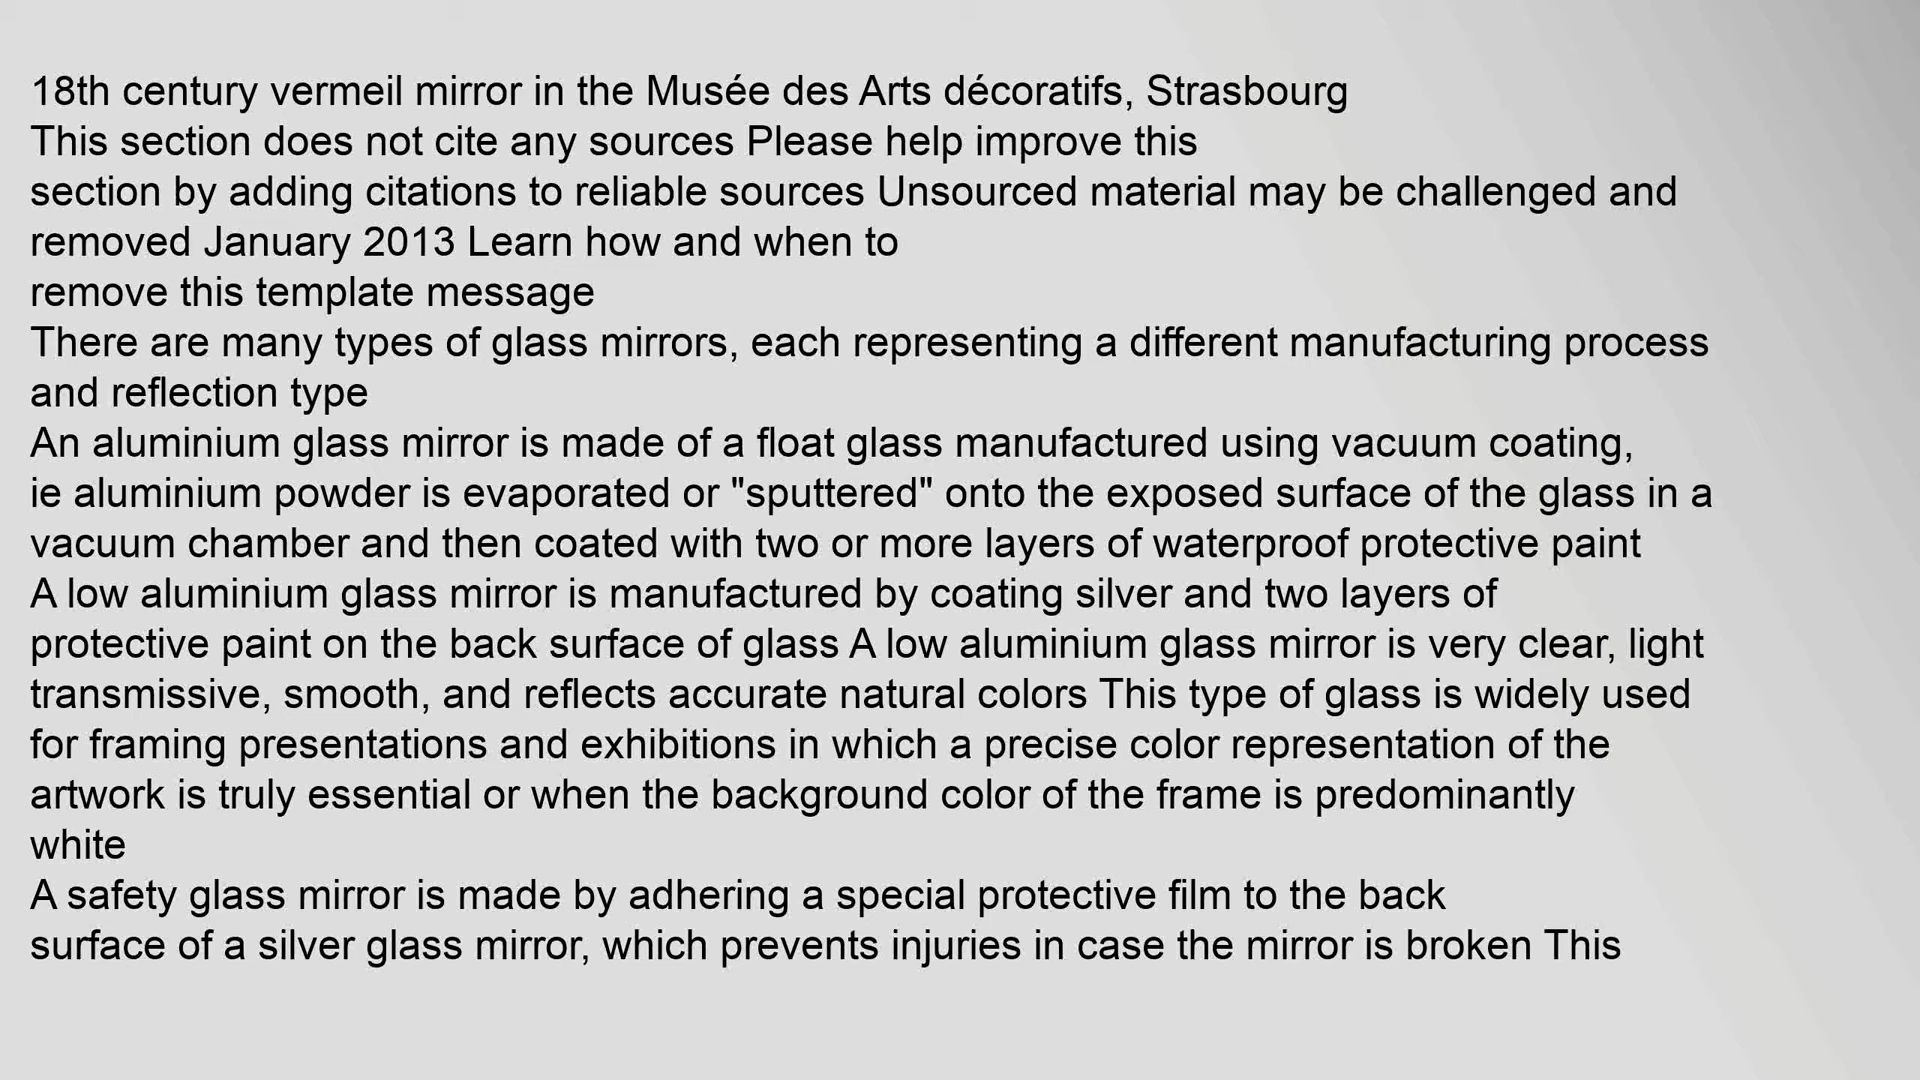 18th century vermeil mirror in the Musée des Arts décoratifs, Strasbourg
This section does not cite any sources Please help improve this
section by adding citations to reliable sources Unsourced material may be challenged and
removed January 2013 Learn how and when to
remove this template message
There are many types of glass mirrors, each representing a different manufacturing process
and reflection type
An aluminium glass mirror is made of a float glass manufactured using vacuum coating,
ie aluminium powder is evaporated or "sputtered" onto the exposed surface of the glass in a
vacuum chamber and then coated with two or more layers of waterproof protective paint
A low aluminium glass mirror is manufactured by coating silver and two layers of
protective paint on the back surface of glass A low aluminium glass mirror is very clear, light
transmissive, smooth, and reflects accurate natural colors This type of glass is widely used
for framing presentations and exhibitions in which a precise color representation of the
artwork is truly essential or when the background color of the frame is predominantly
white
A safety glass mirror is made by adhering a special protective film to the back
surface of a silver glass mirror, which prevents injuries in case the mirror is broken This